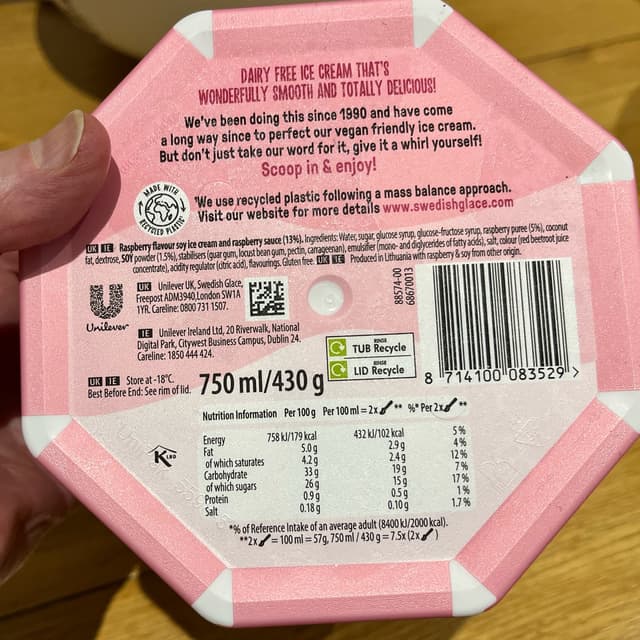 DAIRY FREE ICE CREAM THAT'S
WONDERFULLY SMOOTH AND TOTALLY DELICIOUS!
We've been doing this since 1990 and have come
a long way since to perfect our vegan friendly ice cream.
But don't just take our word for it, give it a whirl yourself!
Scoop in & enjoy!
MADE WITH RECYCLED PLASTIC
*We use recycled plastic following a mass balance approach.
Visit our website for more details www.swedishglace.com
UK IE Raspberry flavour soy ice cream and raspberry sauce (13%). Ingredients: Water, sugar, glucose syrup, glucose-fructose syrup, raspberry puree (5%), coconut
fat, dextrose, SOY powder (1.5%), stabilisers (guar gum, locust bean gum, pectin, carrageenan), emulsifier (mono- and diglycerides of fatty acids), salt, colour (red beetroot juice
concentrate), acidity regulator (citric acid), flavourings. Gluten free. UK IE Produced in Lithuania with raspberry & soy from other origin.
Unilever
UK Unilever UK, Swedish Glace,
Freepost ADM3940, London SW1A
1YR. Careline: 0800 731 1507.
IE Unilever Ireland Ltd, 20 Riverwalk, National
Digital Park, Citywest Business Campus, Dublin 24.
Careline: 1850 444 424.
88574-00
68670013
RINSE
TUB Recycle
RINSE
LID Recycle
8 714100 083529 >
UK IE Store at -18°C.
Best Before End: See rim of lid.
750 ml/430 g
K LBD
Nutrition Information Per 100 g Per 100 ml = 2x ** %* Per 2x **
Energy 758 kJ/179 kcal 432 kJ/102 kcal 5 %
Fat 5.0 g 2.9 g 4 %
of which saturates 4.2 g 2.4 g 12 %
Carbohydrate 33 g 19 g 7 %
of which sugars 26 g 15 g 17 %
Protein 0.9 g 0.5 g 1 %
Salt 0.18 g 0.10 g 1.7 %
*% of Reference Intake of an average adult (8400 kJ/2000 kcal).
**2x = 100 ml = 57g, 750 ml / 430 g = 7.5x (2x )